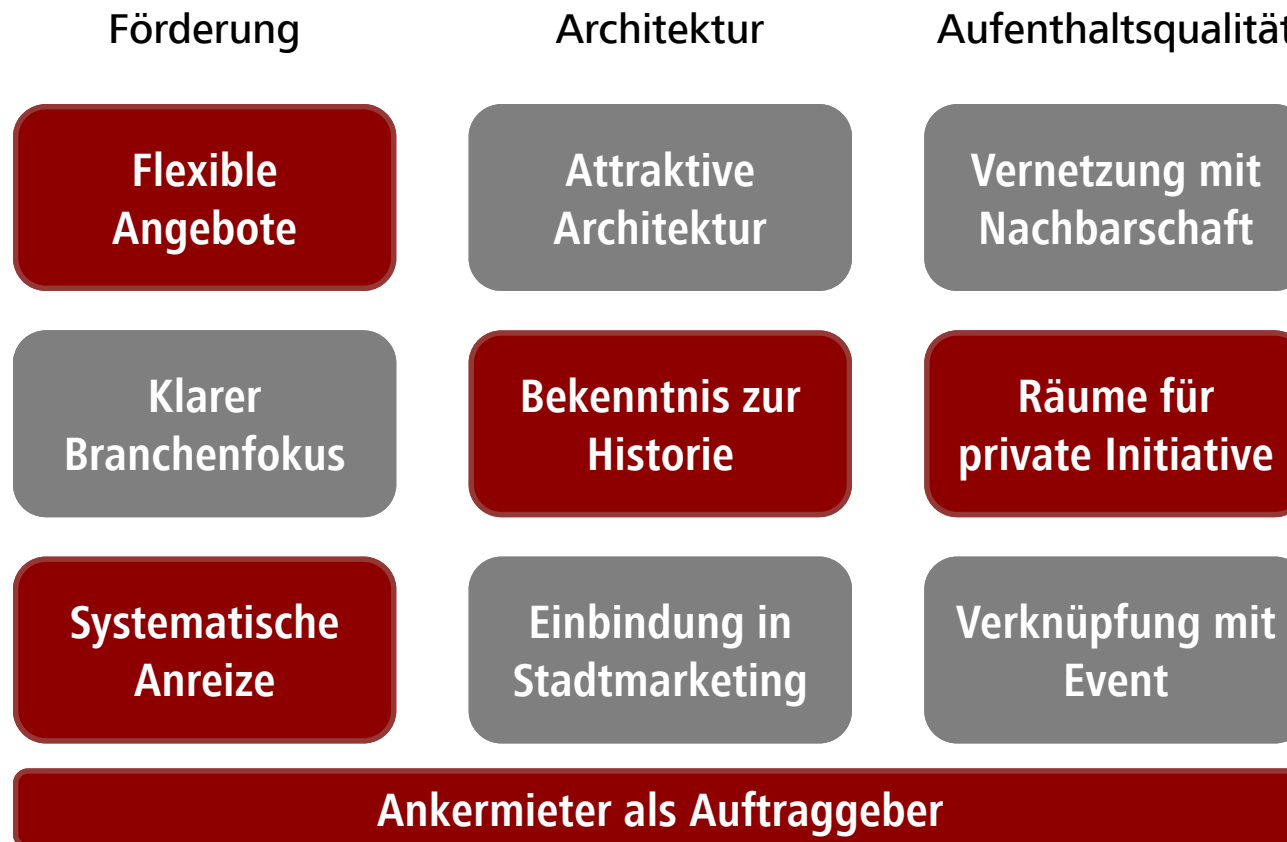 Förderung
Architektur
Aufenthaltsqualität
Flexible
Angebote
Attraktive
Architektur
Vernetzung mit
Nachbarschaft
Klarer
Branchenfokus
Bekenntnis zur
Historie
Räume für
private Initiative
Systematische
Anreize
Einbindung in
Stadtmarketing
Verknüpfung mit
Event
Ankermieter als Auftraggeber